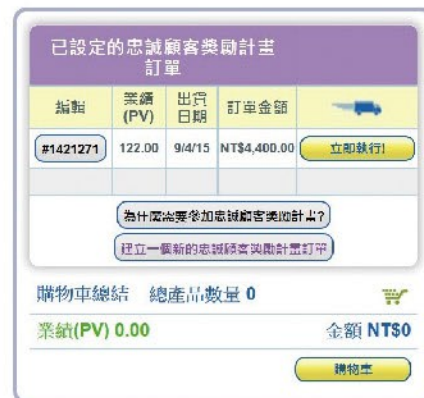 已設定的忠誠顧客獎勵計畫
訂單
編輯 業績(PV) 出貨日期 訂單金額
#1421271 122.00 9/4/15 NT$4,400.00 立即執行!
為什麼需要參加忠誠顧客獎勵計畫?
建立一個新的忠誠顧客獎勵計畫訂單
購物車總結 總產品數量 0
業績(PV) 0.00 金額 NT$0
購物車